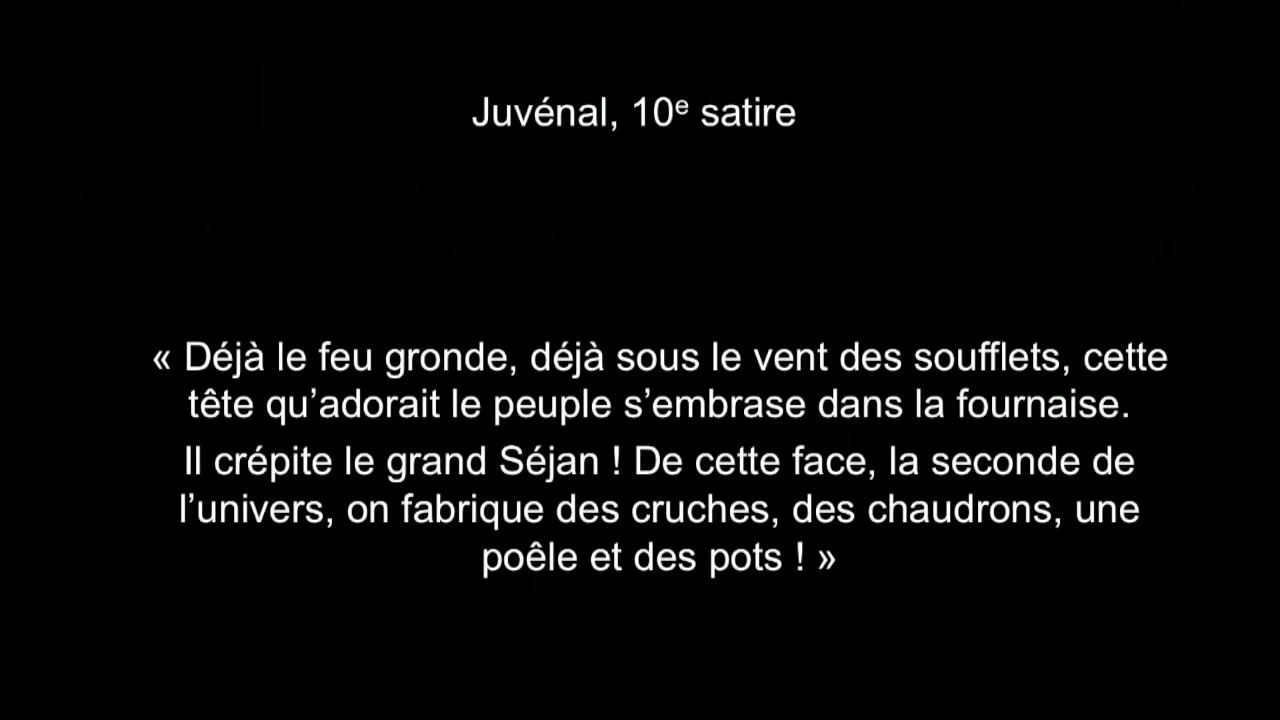 Juvénal, 10e satire
« Déjà le feu gronde, déjà sous le vent des soufflets, cette
tête qu’adorait le peuple s’embrase dans la fournaise.
Il crépite le grand Séjan ! De cette face, la seconde de
l’univers, on fabrique des cruches, des chaudrons, une
poêle et des pots ! »